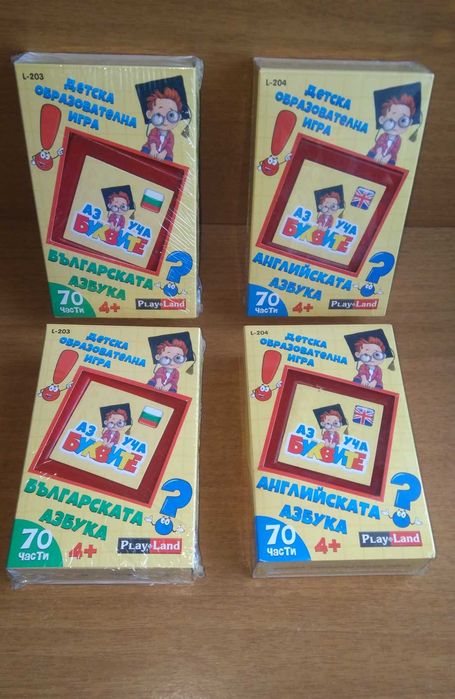 L-203
ДЕТСКА
ОБРАЗОВАТЕЛНА
ИГРА
АЗ УЧА
БУКВИТЕ
БЪЛГАРСКАТА
АЗБУКА
70
части
4+
PLAY LAND
L-204
ДЕТСКА
ОБРАЗОВАТЕЛНА
ИГРА
АЗ УЧА
БУКВИТЕ
АНГЛИЙСКАТА
АЗБУКА
70
части
4+
PLAY LAND
L-203
ДЕТСКА
ОБРАЗОВАТЕЛНА
ИГРА
АЗ УЧА
БУКВИТЕ
БЪЛГАРСКАТА
АЗБУКА
70
части
4+
PLAY LAND
L-204
ДЕТСКА
ОБРАЗОВАТЕЛНА
ИГРА
АЗ УЧА
БУКВИТЕ
АНГЛИЙСКАТА
АЗБУКА
70
части
4+
PLAY LAND